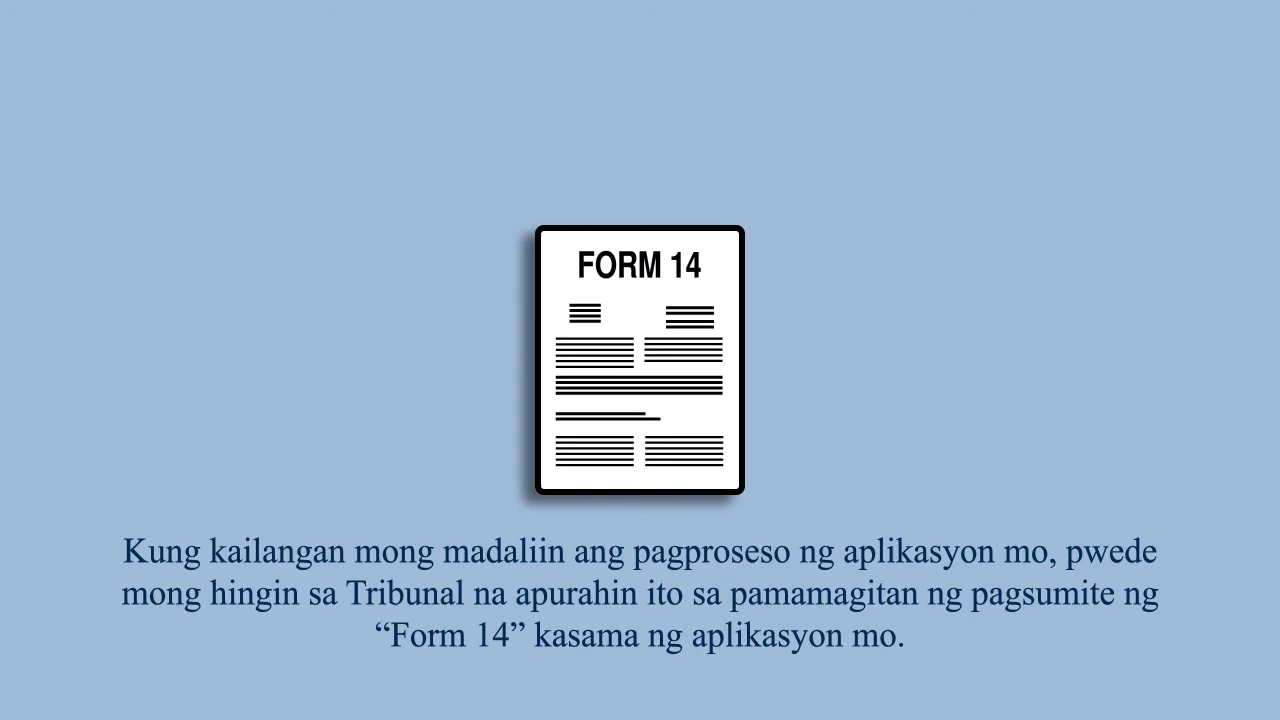 FORM 14
Kung kailangan mong madaliin ang pagproseso ng aplikasyon mo, pwede
mong hingin sa Tribunal na apurahin ito sa pamamagitan ng pagsumite ng
“Form 14” kasama ng aplikasyon mo.